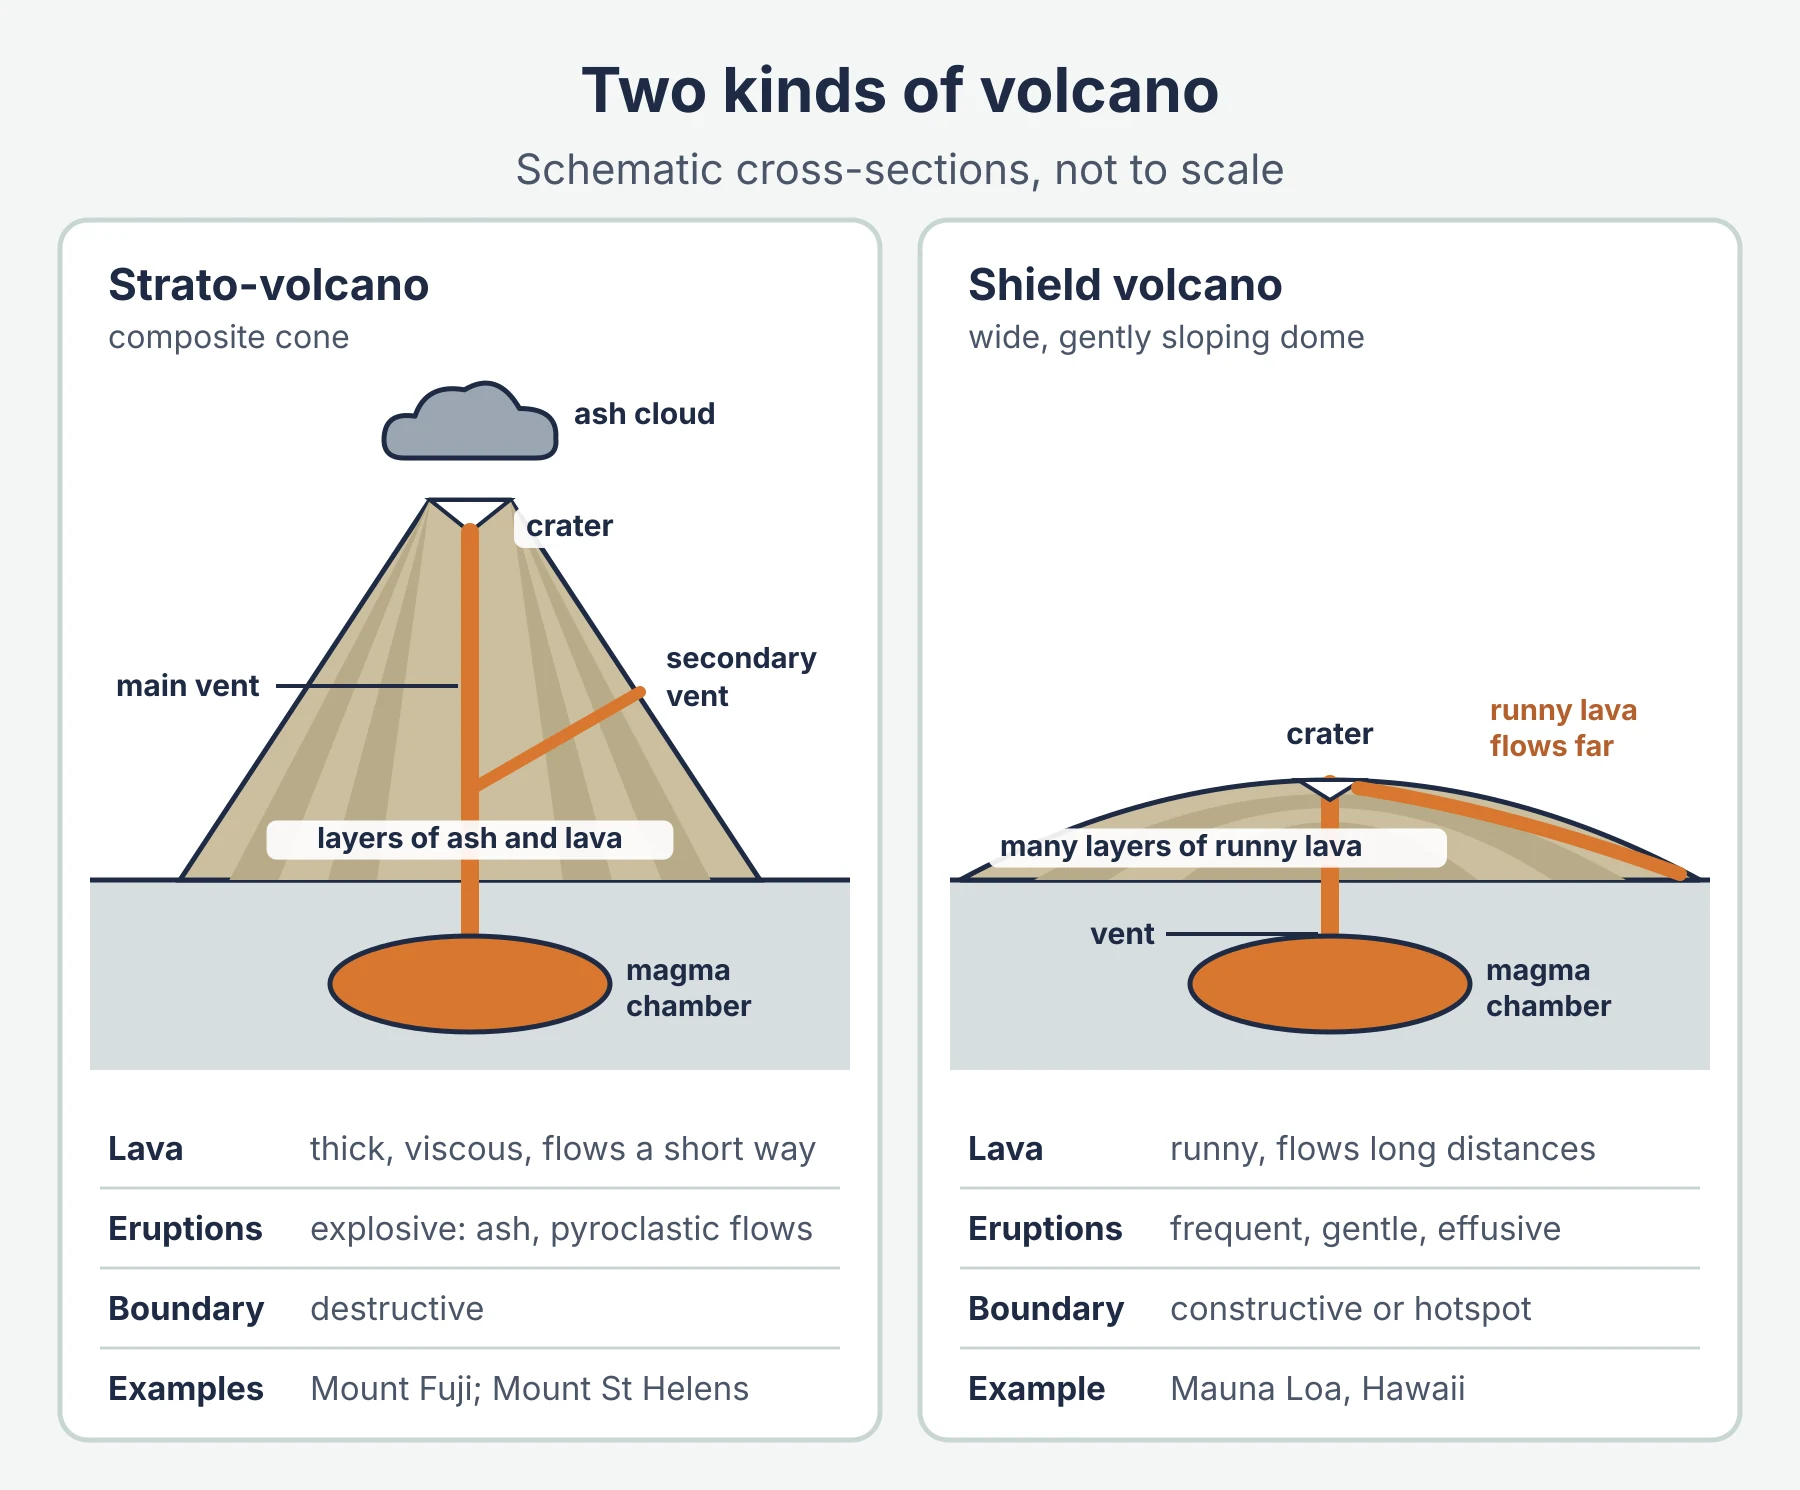 Two kinds of volcano
Schematic cross-sections, not to scale
Strato-volcano
composite cone
ash cloud
crater
secondary
vent
main vent
layers of ash and lava
magma
chamber
Lava thick, viscous, flows a short way
Eruptions explosive: ash, pyroclastic flows
Boundary destructive
Examples Mount Fuji; Mount St Helens
Shield volcano
wide, gently sloping dome
runny lava
flows far
crater
many layers of runny lava
vent
magma
chamber
Lava runny, flows long distances
Eruptions frequent, gentle, effusive
Boundary constructive or hotspot
Example Mauna Loa, Hawaii